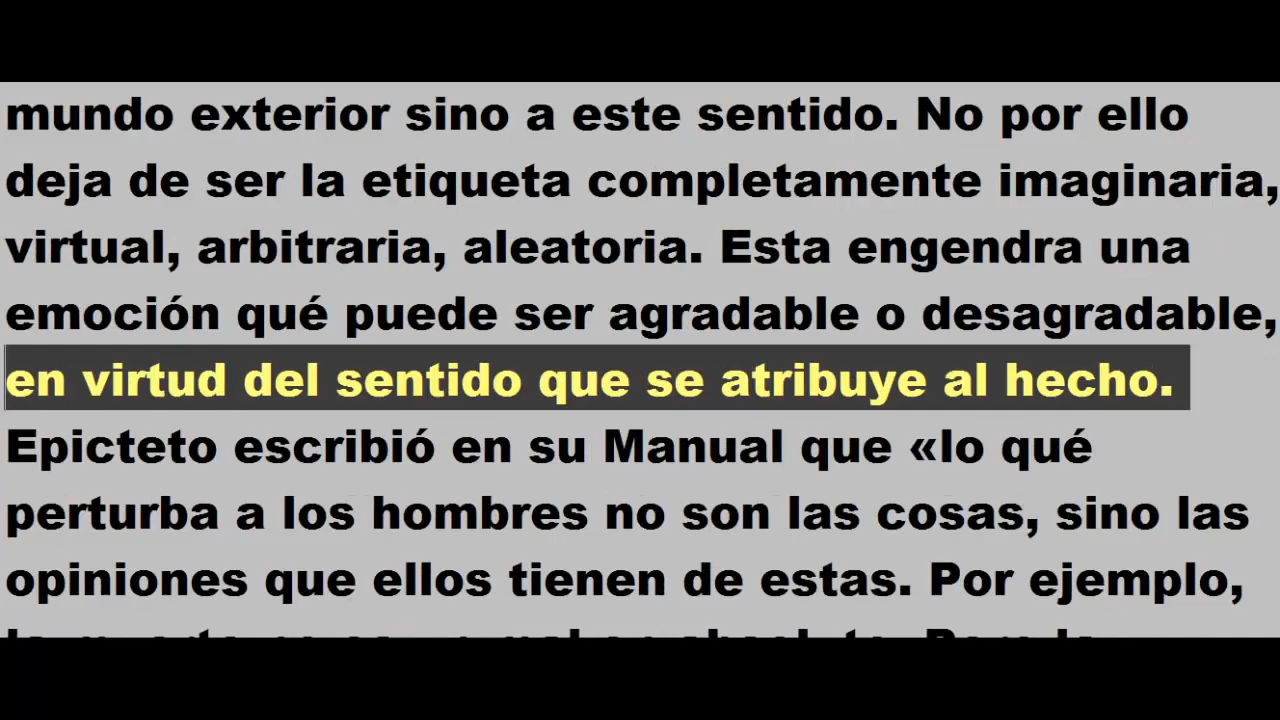 mundo exterior sino a este sentido. No por ello
deja de ser la etiqueta completamente imaginaria,
virtual, arbitraria, aleatoria. Esta engendra una
emoción qué puede ser agradable o desagradable,
en virtud del sentido que se atribuye al hecho.
Epicteto escribió en su Manual que «lo qué
perturba a los hombres no son las cosas, sino las
opiniones que ellos tienen de estas. Por ejemplo,